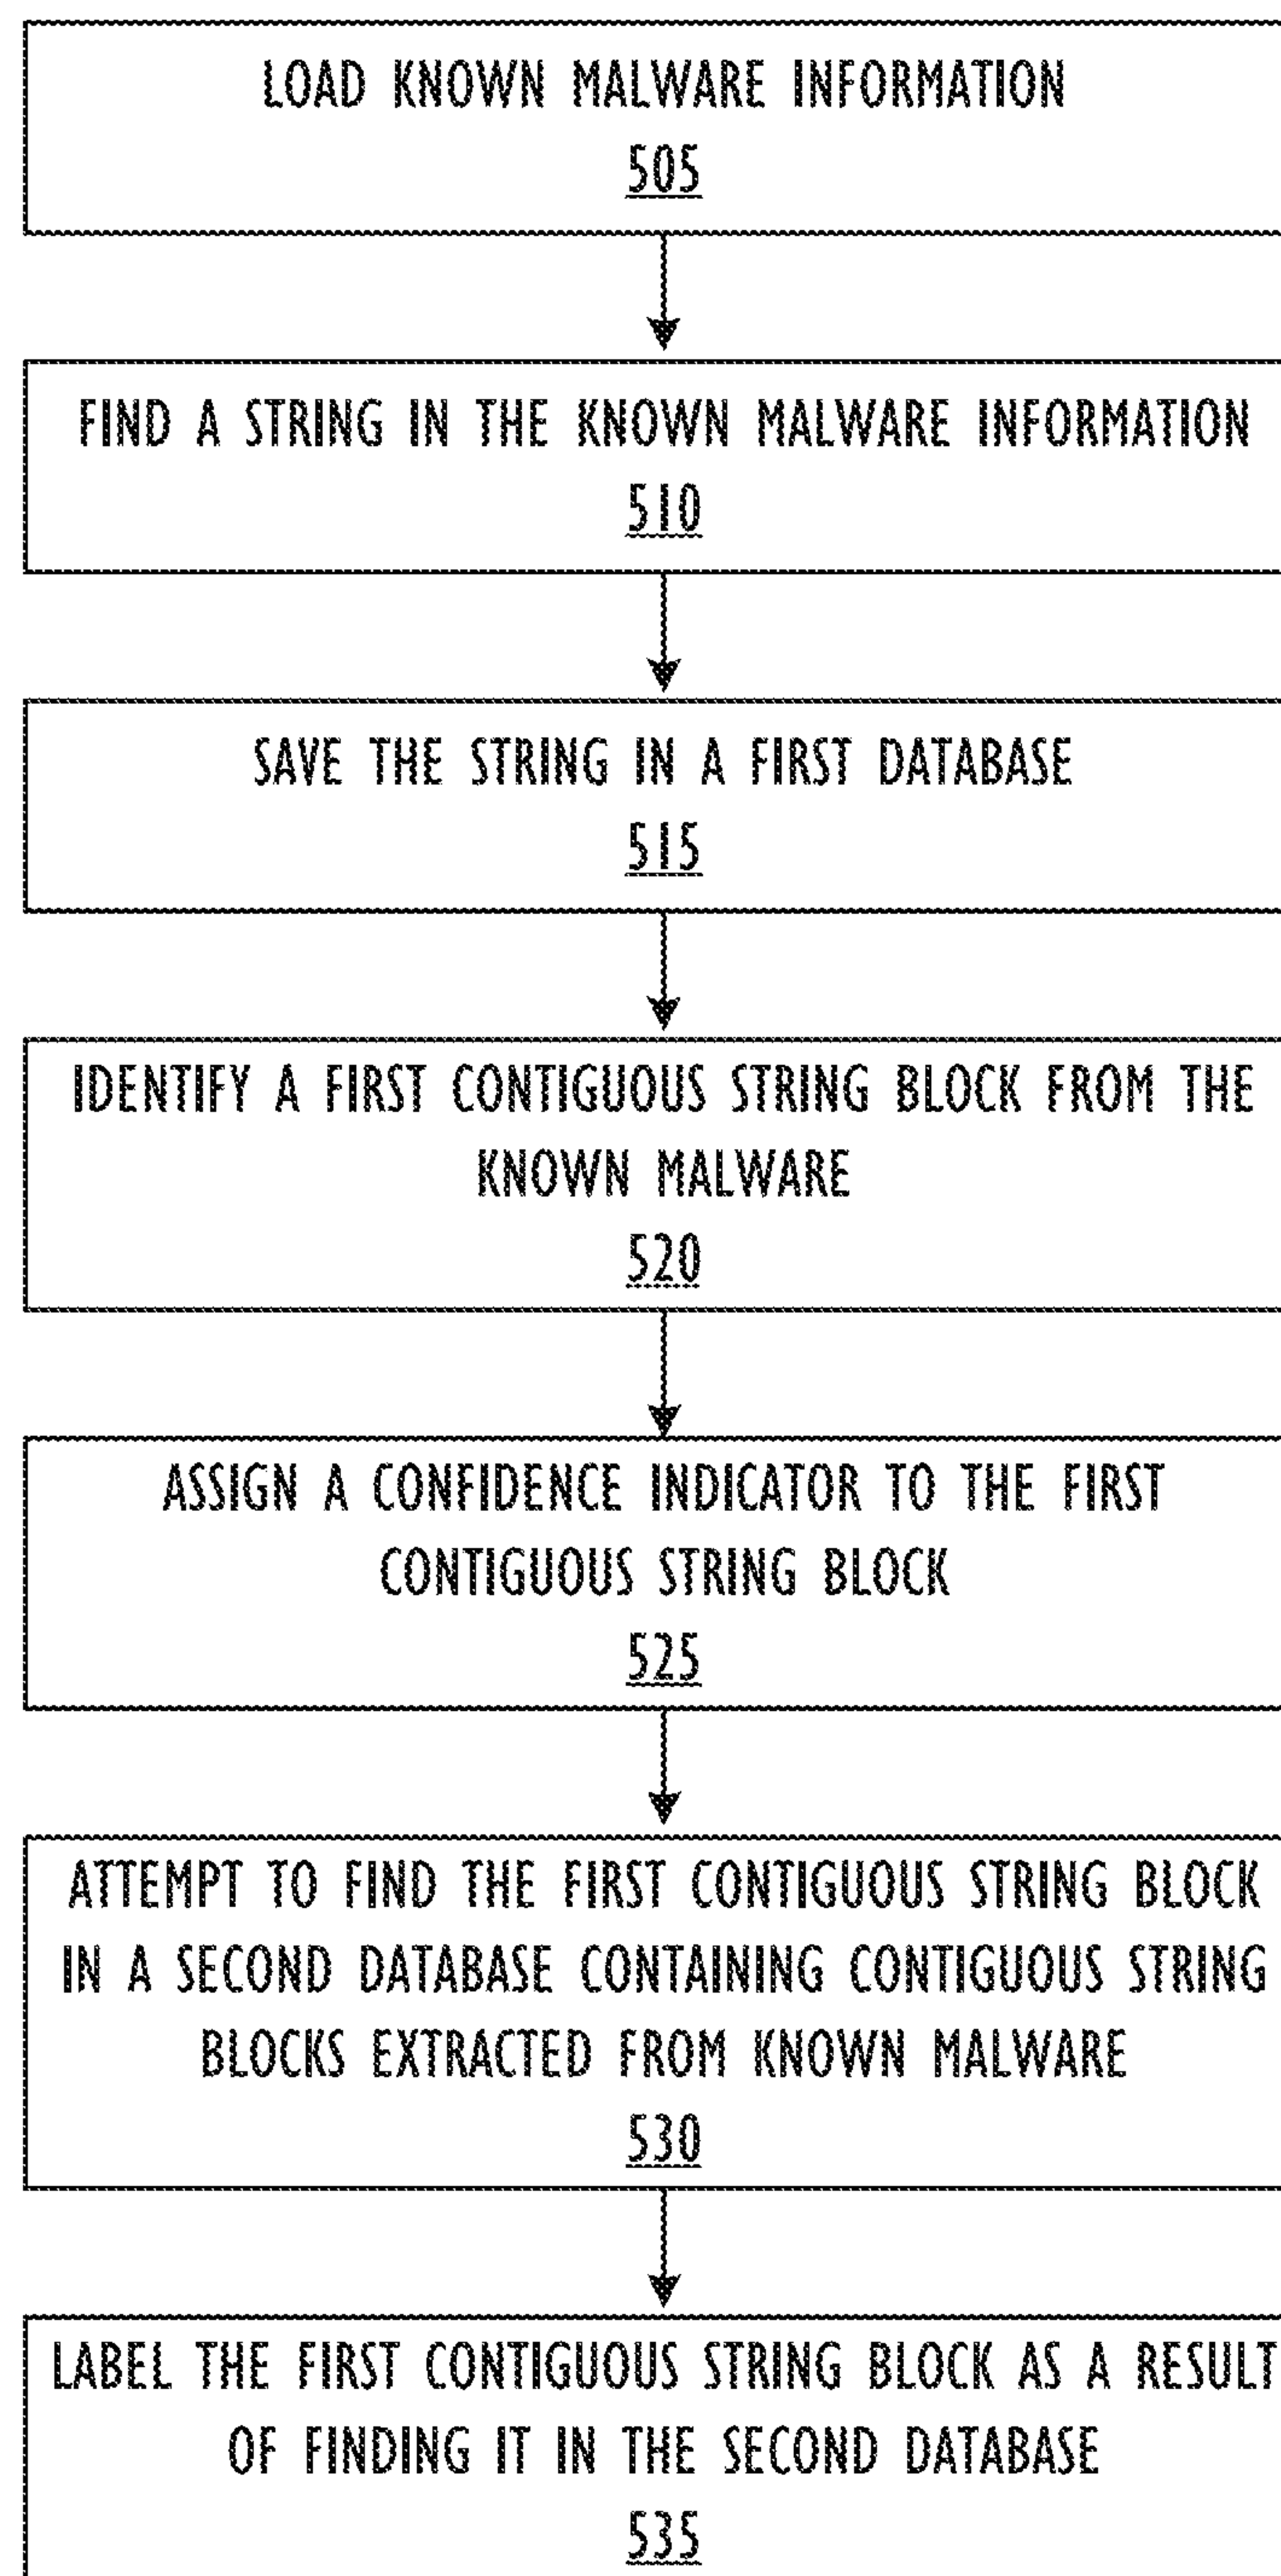 LOAD KNOWN MALWARE INFORMATION
505
FIND A STRING IN THE KNOWN MALWARE INFORMATION
510
SAVE THE STRING IN A FIRST DATABASE
515
IDENTIFY A FIRST CONTIGUOUS STRING BLOCK FROM THE
KNOWN MALWARE
520
ASSIGN A CONFIDENCE INDICATOR TO THE FIRST
CONTIGUOUS STRING BLOCK
525
ATTEMPT TO FIND THE FIRST CONTIGUOUS STRING BLOCK
IN A SECOND DATABASE CONTAINING CONTIGUOUS STRING
BLOCKS EXTRACTED FROM KNOWN MALWARE
530
LABEL THE FIRST CONTIGUOUS STRING BLOCK AS A RESULT
OF FINDING IT IN THE SECOND DATABASE
535